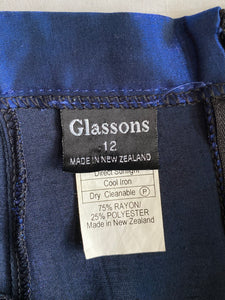 Glassons
12
MADE IN NEW ZEALAND
Direct Sunlight
Cool Iron
Dry Cleanable P
75% RAYON/
25% POLYESTER
Made in New Zealand